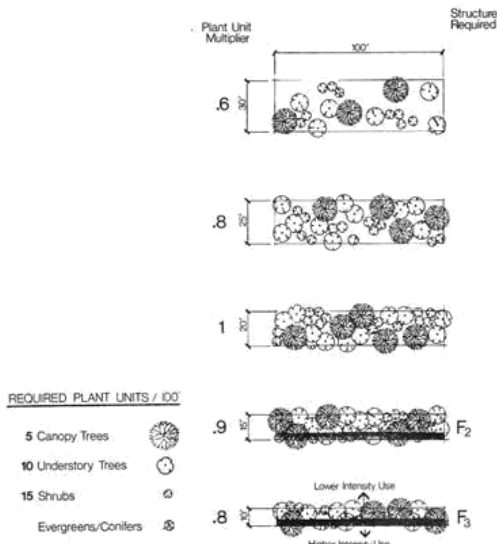 Plant Unit
Multiplier
Structure
Required
100'
.6
30'
.8
25'
1
20'
REQUIRED PLANT UNITS / 100'
5 Canopy Trees
10 Understory Trees
15 Shrubs
Evergreens/Conifers
.9
15'
F2
Lower Intensity Use
.8
10'
F3
Higher Intensity Use